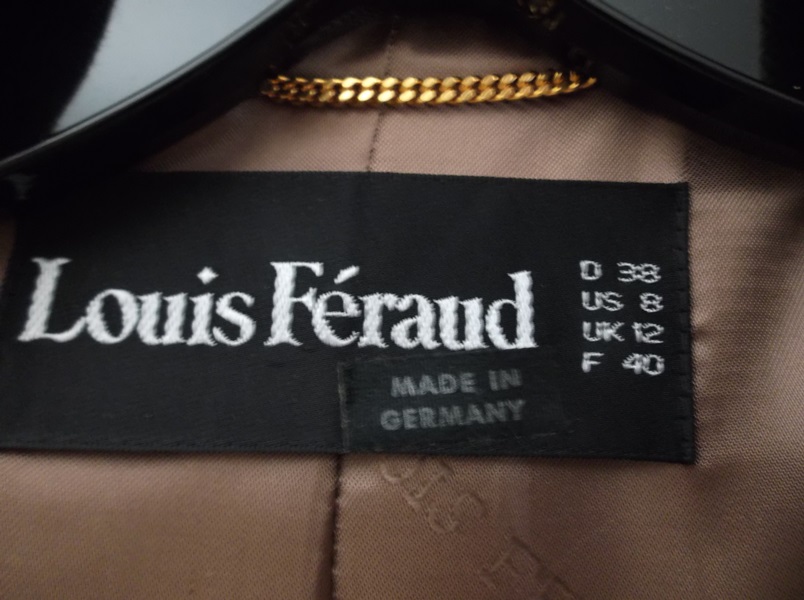 Louis Féraud
D 38
US 8
UK 12
F 40
MADE IN
GERMANY